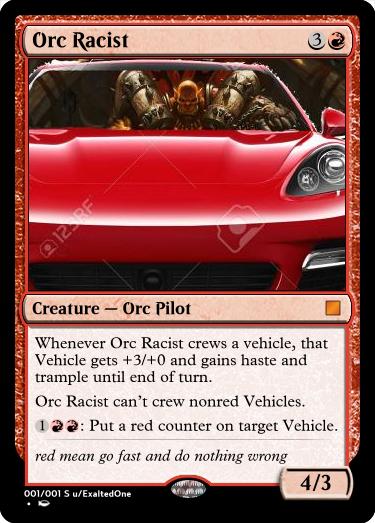 Orc Racist 3
123RF
Creature — Orc Pilot
Whenever Orc Racist crews a vehicle, that
Vehicle gets +3/+0 and gains haste and
trample until end of turn.
Orc Racist can't crew nonred Vehicles.
1: Put a red counter on target Vehicle.
red mean go fast and do nothing wrong
4/3
001/001 S u/ExaltedOne